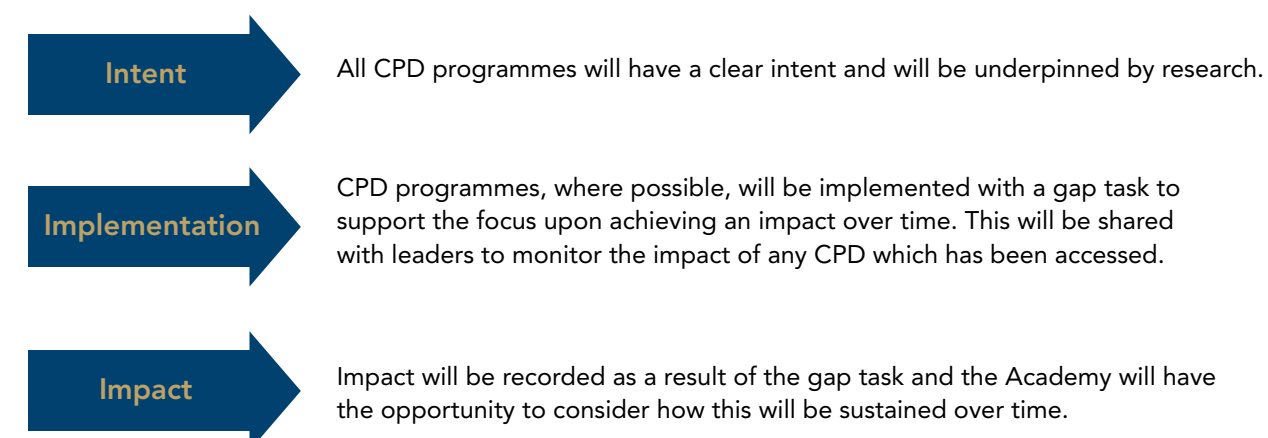 Intent
All CPD programmes will have a clear intent and will be underpinned by research.
Implementation
CPD programmes, where possible, will be implemented with a gap task to
support the focus upon achieving an impact over time. This will be shared
with leaders to monitor the impact of any CPD which has been accessed.
Impact
Impact will be recorded as a result of the gap task and the Academy will have
the opportunity to consider how this will be sustained over time.